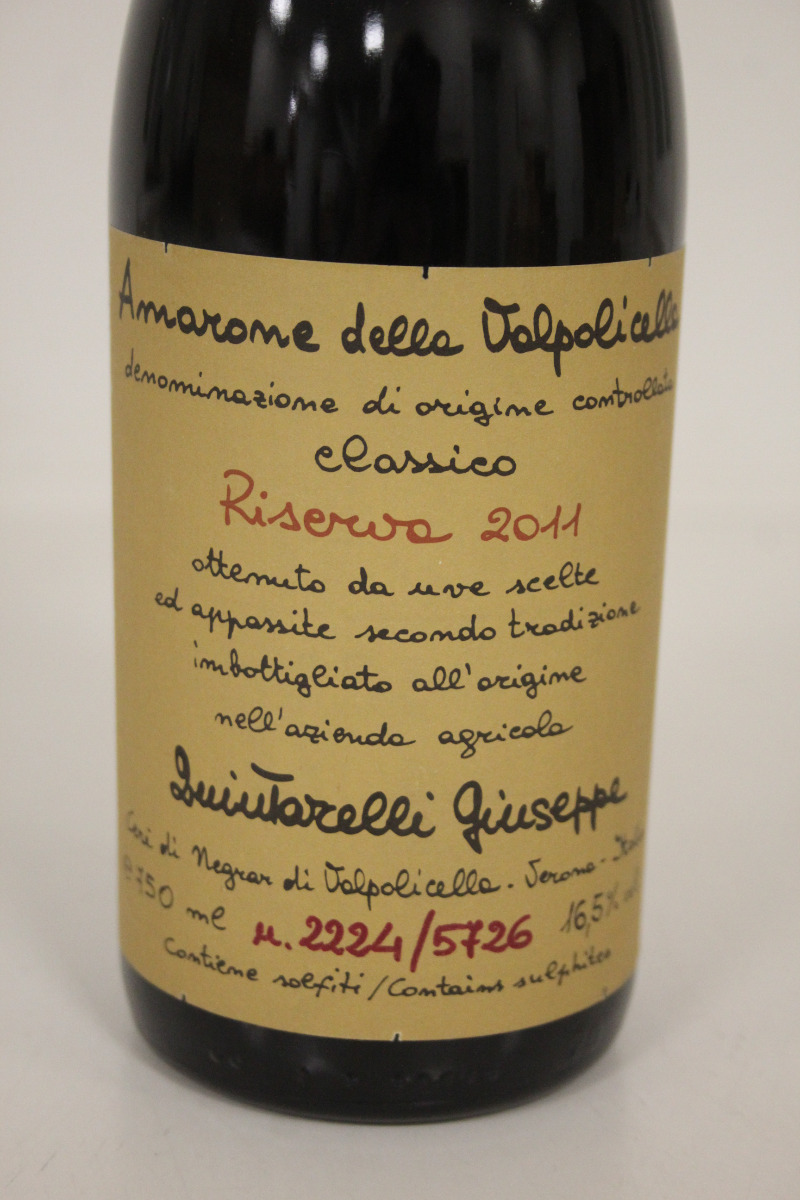 Amarone della Valpolicella
denominazione di origine controllata
classico
Riserva 2011
ottenuto da uve scelte
ed appassite secondo tradizione
imbottigliato all'origine
nell'azienda agricola
Quintarelli Giuseppe
Cerè di Negrar di Valpolicella - Verona - Italia
e 750 ml n. 2224/5726 16,5% vol
Contiene solfiti / Contains sulphites